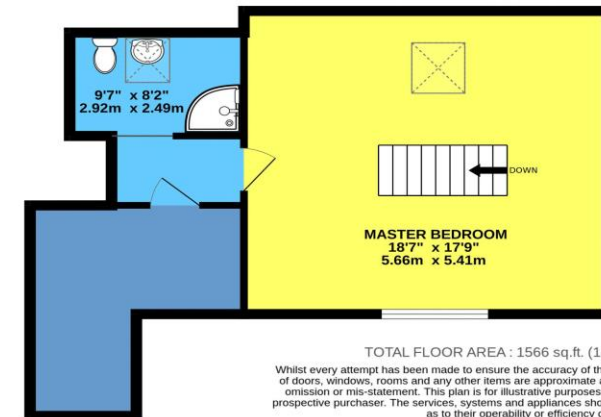 9'7" x 8'2"
2.92m x 2.49m
DOWN
MASTER BEDROOM
18'7" x 17'9"
5.66m x 5.41m
TOTAL FLOOR AREA : 1566 sq.ft. (1
Whilst every attempt has been made to ensure the accuracy of th
of doors, windows, rooms and any other items are approximate a
omission or mis-statement. This plan is for illustrative purposes
prospective purchaser. The services, systems and appliances sho
as to their operability or efficiency c